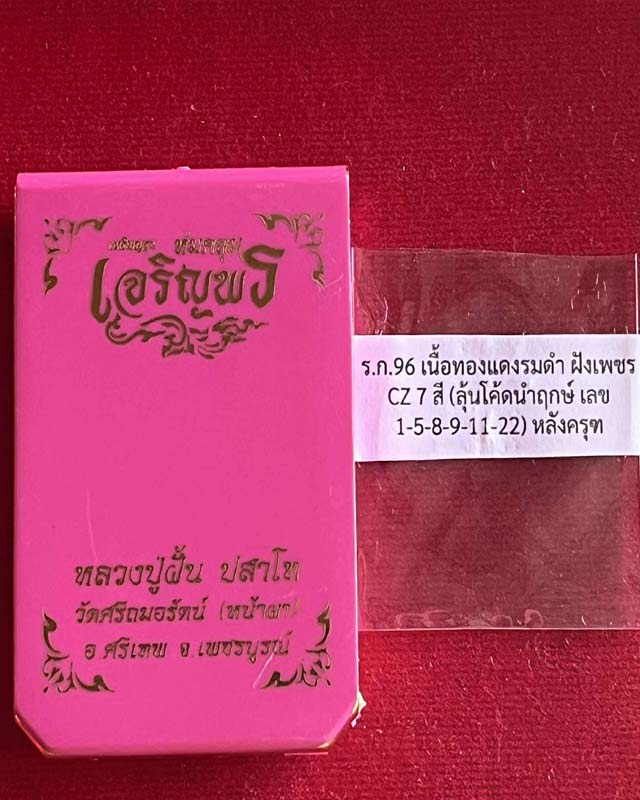 ห่มคลุม
เจริญพร
หลวงปู่ฝั้น ปสาโท
วัดศรีถมอรัตน์ (หน้าผา)
อ.ศรีเทพ จ.เพชรบูรณ์
ร.ก.96 เนื้อทองแดงรมดำ ฝังเพชร
CZ 7 สี (ลุ้นโค้ดนำฤกษ์ เลข
1-5-8-9-11-22) หลังครุฑ